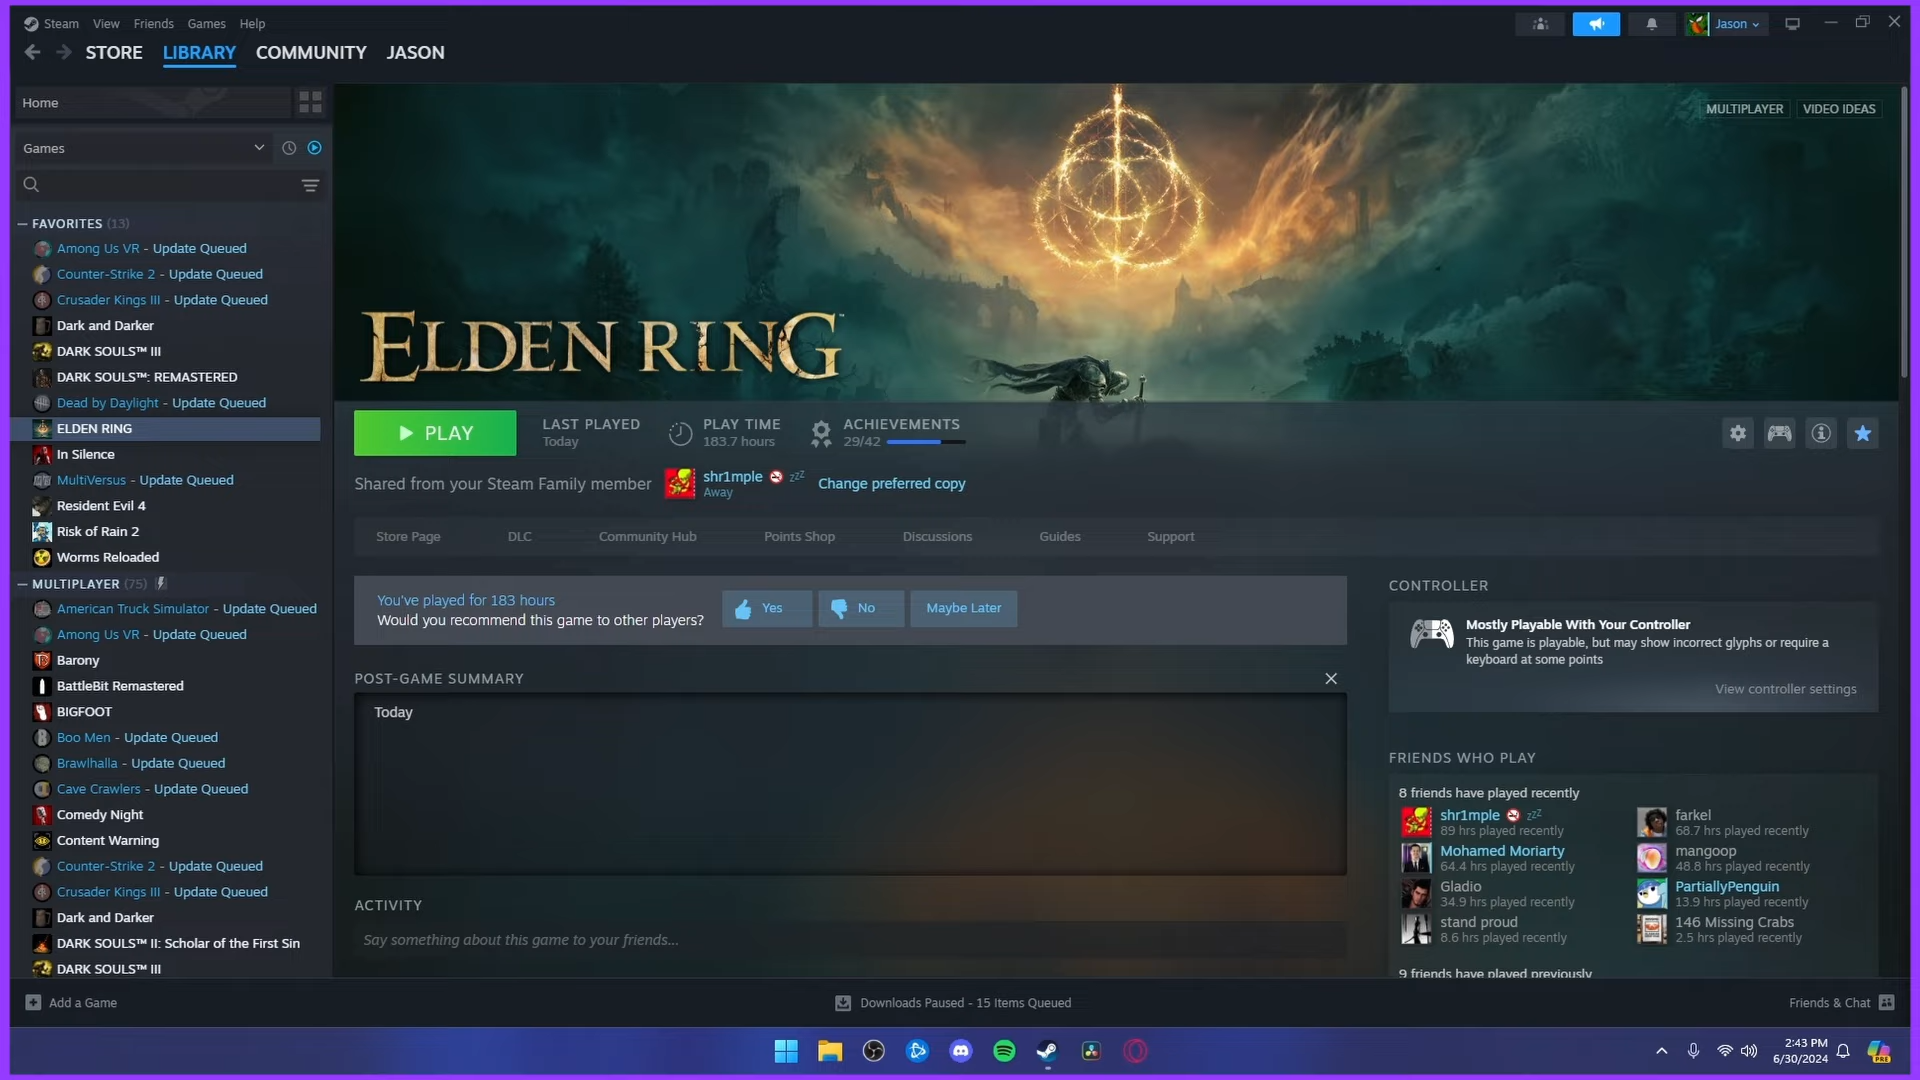 Steam View Friends Games Help
Jason
STORE LIBRARY COMMUNITY JASON
Home
Games
FAVORITES (13)
Among Us VR - Update Queued
Counter-Strike 2 - Update Queued
Crusader Kings III - Update Queued
Dark and Darker
DARK SOULS™ III
DARK SOULS™: REMASTERED
Dead by Daylight - Update Queued
ELDEN RING
In Silence
MultiVersus - Update Queued
Resident Evil 4
Risk of Rain 2
Worms Reloaded
MULTIPLAYER (75)
American Truck Simulator - Update Queued
Among Us VR - Update Queued
Barony
BattleBit Remastered
BIGFOOT
Boo Men - Update Queued
Brawlhalla - Update Queued
Cave Crawlers - Update Queued
Comedy Night
Content Warning
Counter-Strike 2 - Update Queued
Crusader Kings III - Update Queued
Dark and Darker
DARK SOULS™ II: Scholar of the First Sin
DARK SOULS™ III
MULTIPLAYER VIDEO IDEAS
ELDEN RING™
PLAY
LAST PLAYED
Today
PLAY TIME
183.7 hours
ACHIEVEMENTS
29/42
Shared from your Steam Family member
shr1mple zzZ
Away
Change preferred copy
Store Page DLC Community Hub Points Shop Discussions Guides Support
You've played for 183 hours
Would you recommend this game to other players?
Yes No Maybe Later
POST-GAME SUMMARY
Today
ACTIVITY
Say something about this game to your friends...
CONTROLLER
Mostly Playable With Your Controller
This game is playable, but may show incorrect glyphs or require a
keyboard at some points
View controller settings
FRIENDS WHO PLAY
8 friends have played recently
shr1mple zzZ
89 hrs played recently
farkel
68.7 hrs played recently
Mohamed Moriarty
64.4 hrs played recently
mangoop
48.8 hrs played recently
Gladio
34.9 hrs played recently
PartiallyPenguin
13.9 hrs played recently
stand proud
8.6 hrs played recently
146 Missing Crabs
2.5 hrs played recently
9 friends have played previously
Add a Game
Downloads Paused - 15 Items Queued
Friends & Chat
2:43 PM
6/30/2024
PRE